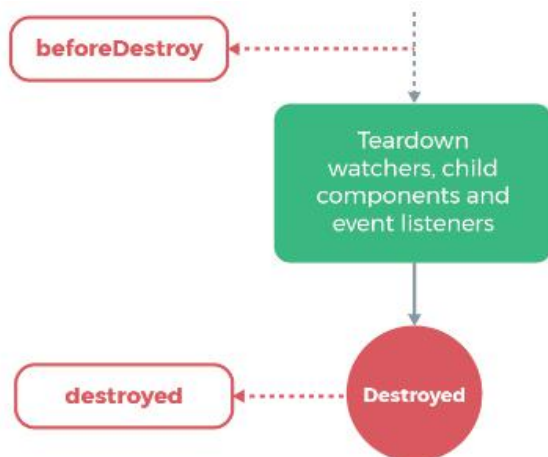 beforeDestroy
Teardown
watchers, child
components and
event listeners
destroyed
Destroyed